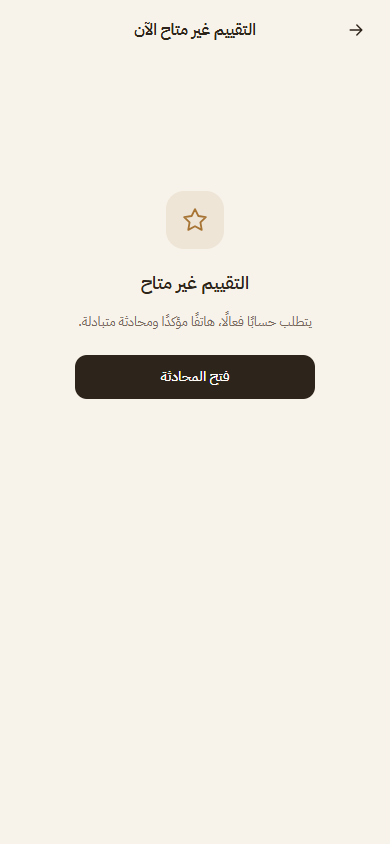 التقييم غير متاح الآن
التقييم غير متاح
يتطلب حسابًا فعالًا، هاتفًا مؤكدًا ومحادثة متبادلة.
فتح المحادثة